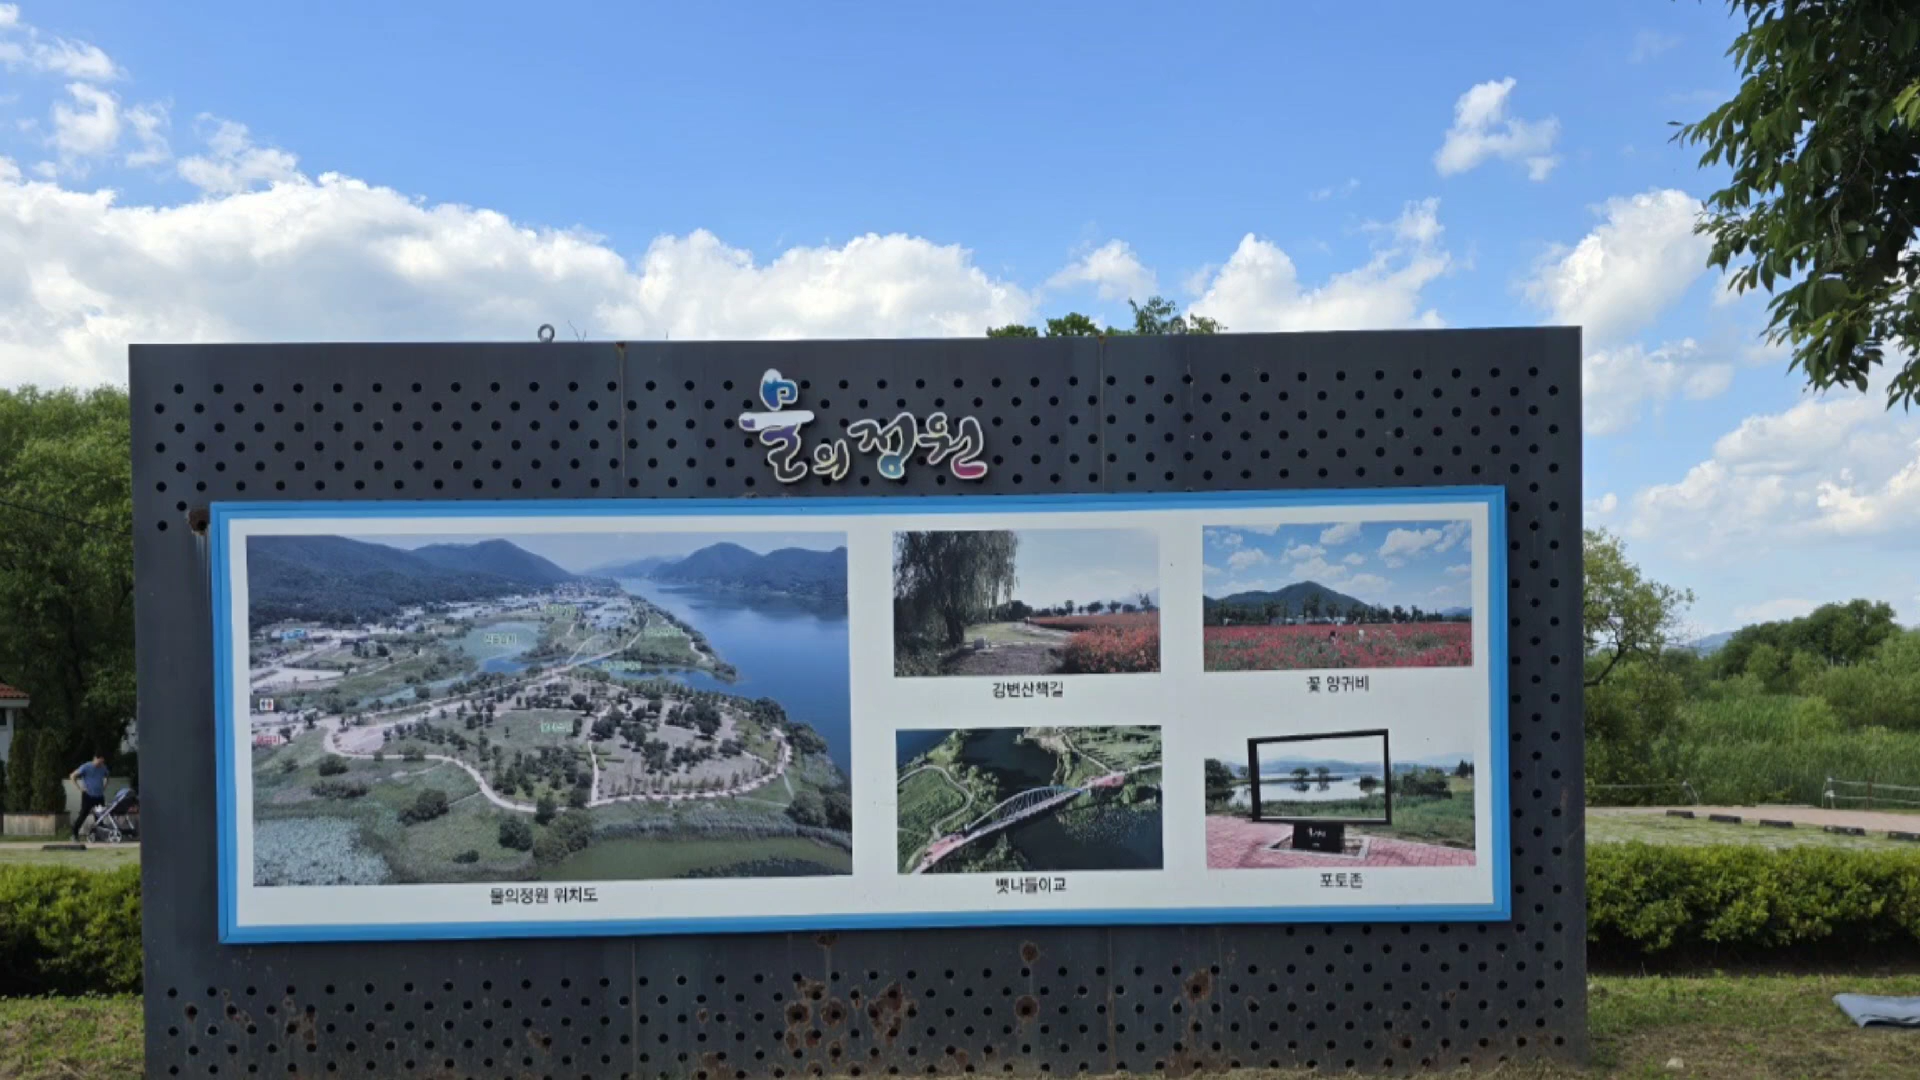 물의정원
강변산책길
꽃 양귀비
물의정원 위치도
뱃나들이교
포토존